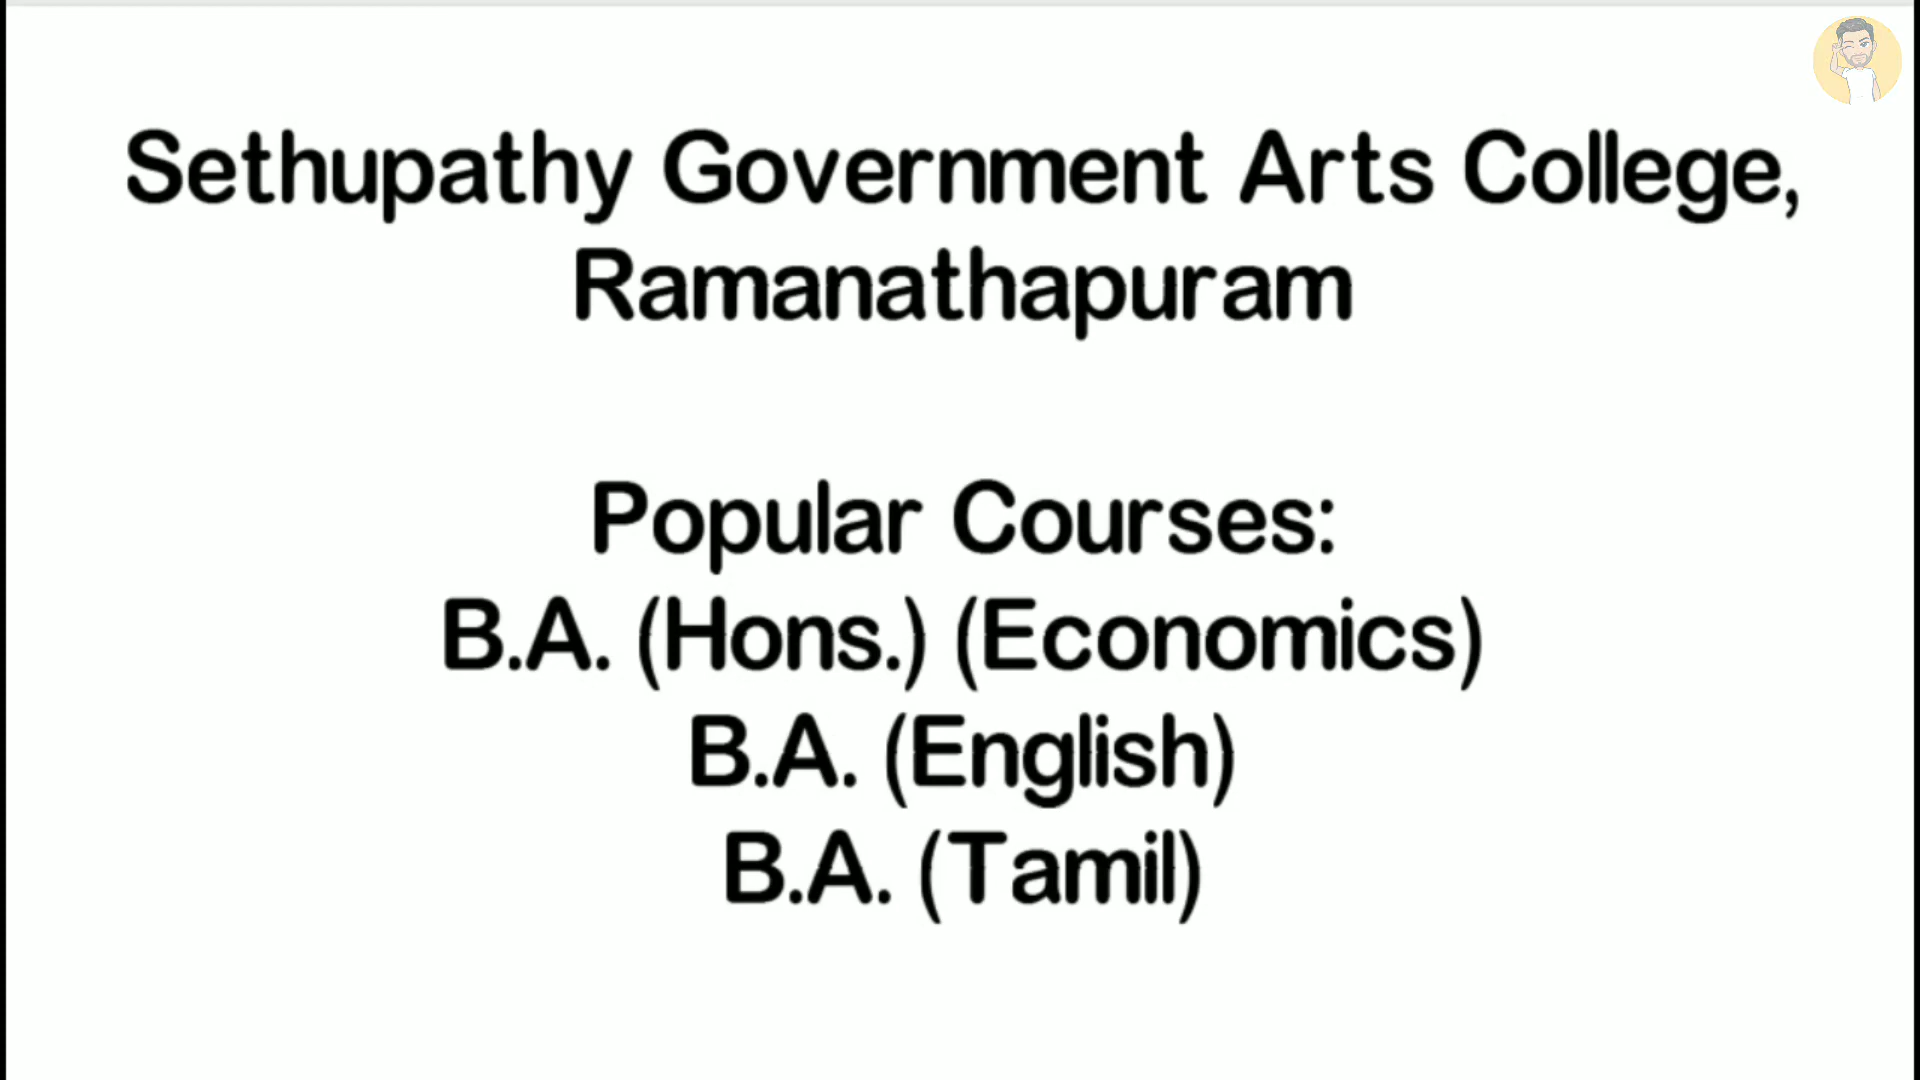 Sethupathy Government Arts College,
Ramanathapuram
Popular Courses:
B.A. (Hons.) (Economics)
B.A. (English)
B.A. (Tamil)